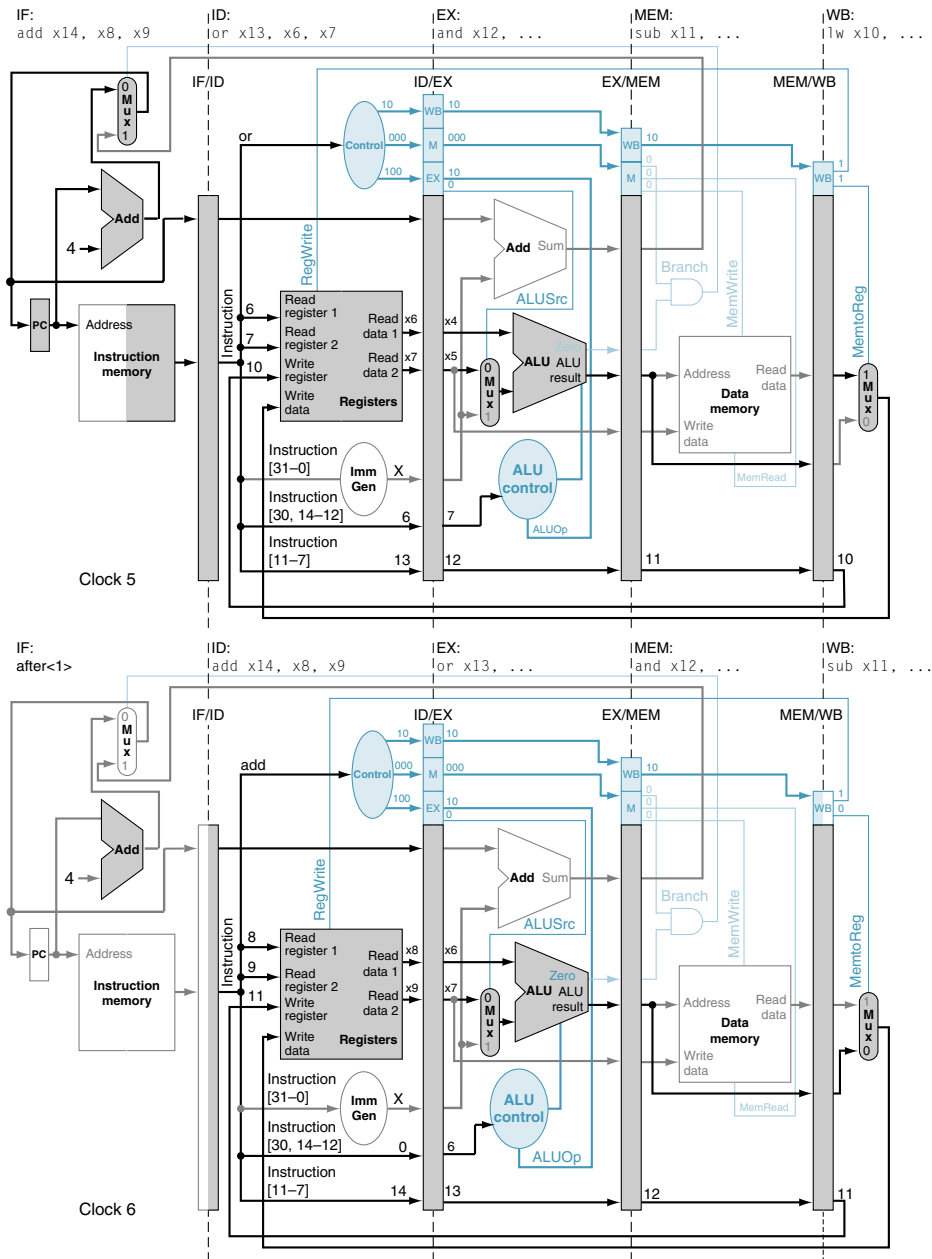 IF: ID: EX: MEM: WB:
add x14, x8, x9 or x13, x6, x7 and x12, ... sub x11, ... lw x10, ...
IF/ID ID/EX EX/MEM MEM/WB
0
Mux
1
10 WB 10
or
Control 000 M 000 WB 10
0
0
0
M
100 EX 10
0
WB 1
1
Add
4
RegWrite
Add Sum
Branch
ALUSrc
MemWrite
MemtoReg
Instruction
PC
Address
Instruction
memory
6 Read
register 1
7 Read
register 2
10 Write
register
Write
data
Read
data 1
Read
data 2
Registers
x6 x4
x7 x5
0
Mux
1
Zero
ALU ALU
result
Address
Read
data
Data
memory
Write
data
MemRead
1
Mux
0
Instruction
[31–0]
Imm
Gen
X
Instruction
[30, 14–12]
6 7
ALU
control
ALUOp
Instruction
[11–7]
13 12 11 10
Clock 5
IF: ID: EX: MEM: WB:
after<1> add x14, x8, x9 or x13, ... and x12, ... sub x11, ...
IF/ID ID/EX EX/MEM MEM/WB
0
Mux
1
10 WB 10
add
Control 000 M 000 WB 10
0
0
0
M
100 EX 10
0
WB 1
0
Add
4
RegWrite
Add Sum
Branch
ALUSrc
MemWrite
MemtoReg
Instruction
PC
Address
Instruction
memory
8 Read
register 1
9 Read
register 2
11 Write
register
Write
data
Read
data 1
Read
data 2
Registers
x8 x6
x9 x7
0
Mux
1
Zero
ALU ALU
result
Address
Read
data
Data
memory
Write
data
MemRead
1
Mux
0
Instruction
[31–0]
Imm
Gen
X
Instruction
[30, 14–12]
0 6
ALU
control
ALUOp
Instruction
[11–7]
14 13 12 11
Clock 6